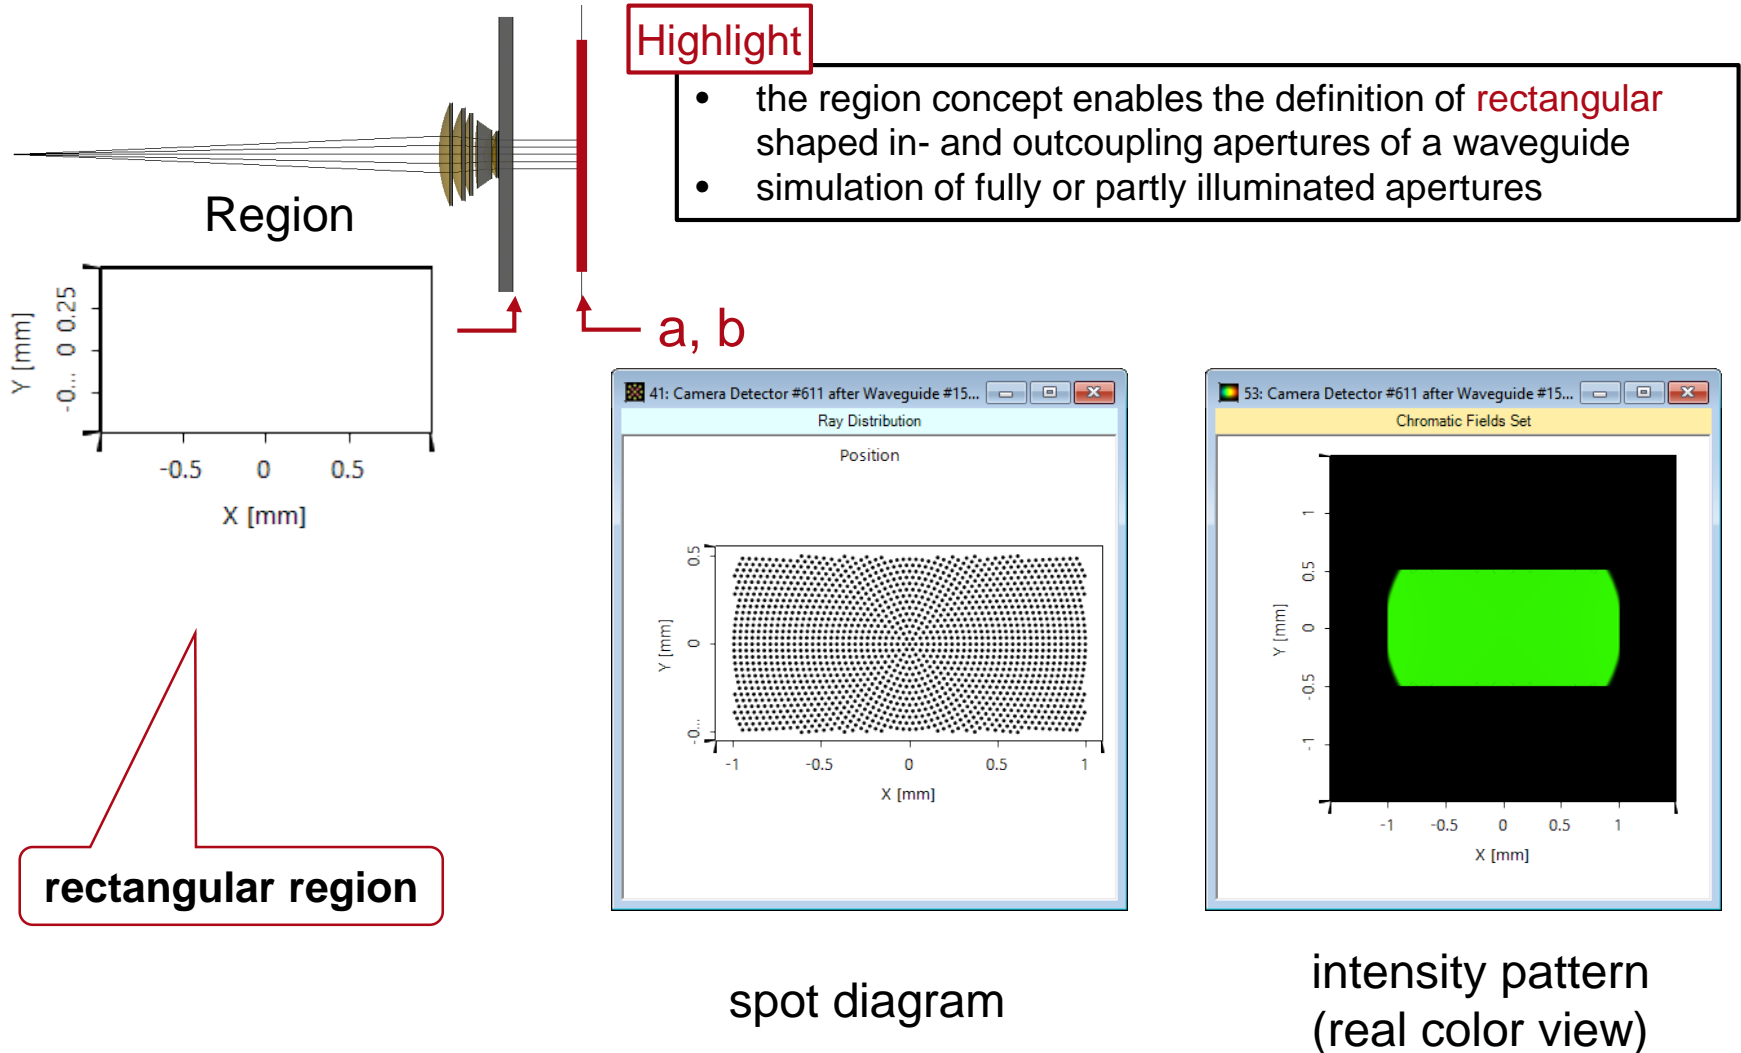 Highlight
• the region concept enables the definition of rectangular
shaped in- and outcoupling apertures of a waveguide
• simulation of fully or partly illuminated apertures
Region
Y [mm]
-0... 0 0.25
-0.5 0 0.5
X [mm]
a, b
rectangular region
41: Camera Detector #611 after Waveguide #15...
Ray Distribution
Position
Y [mm]
-0... 0 0.5
-1 -0.5 0 0.5 1
X [mm]
spot diagram
53: Camera Detector #611 after Waveguide #15...
Chromatic Fields Set
Y [mm]
-1 -0.5 0 0.5 1
-1 -0.5 0 0.5 1
X [mm]
intensity pattern
(real color view)